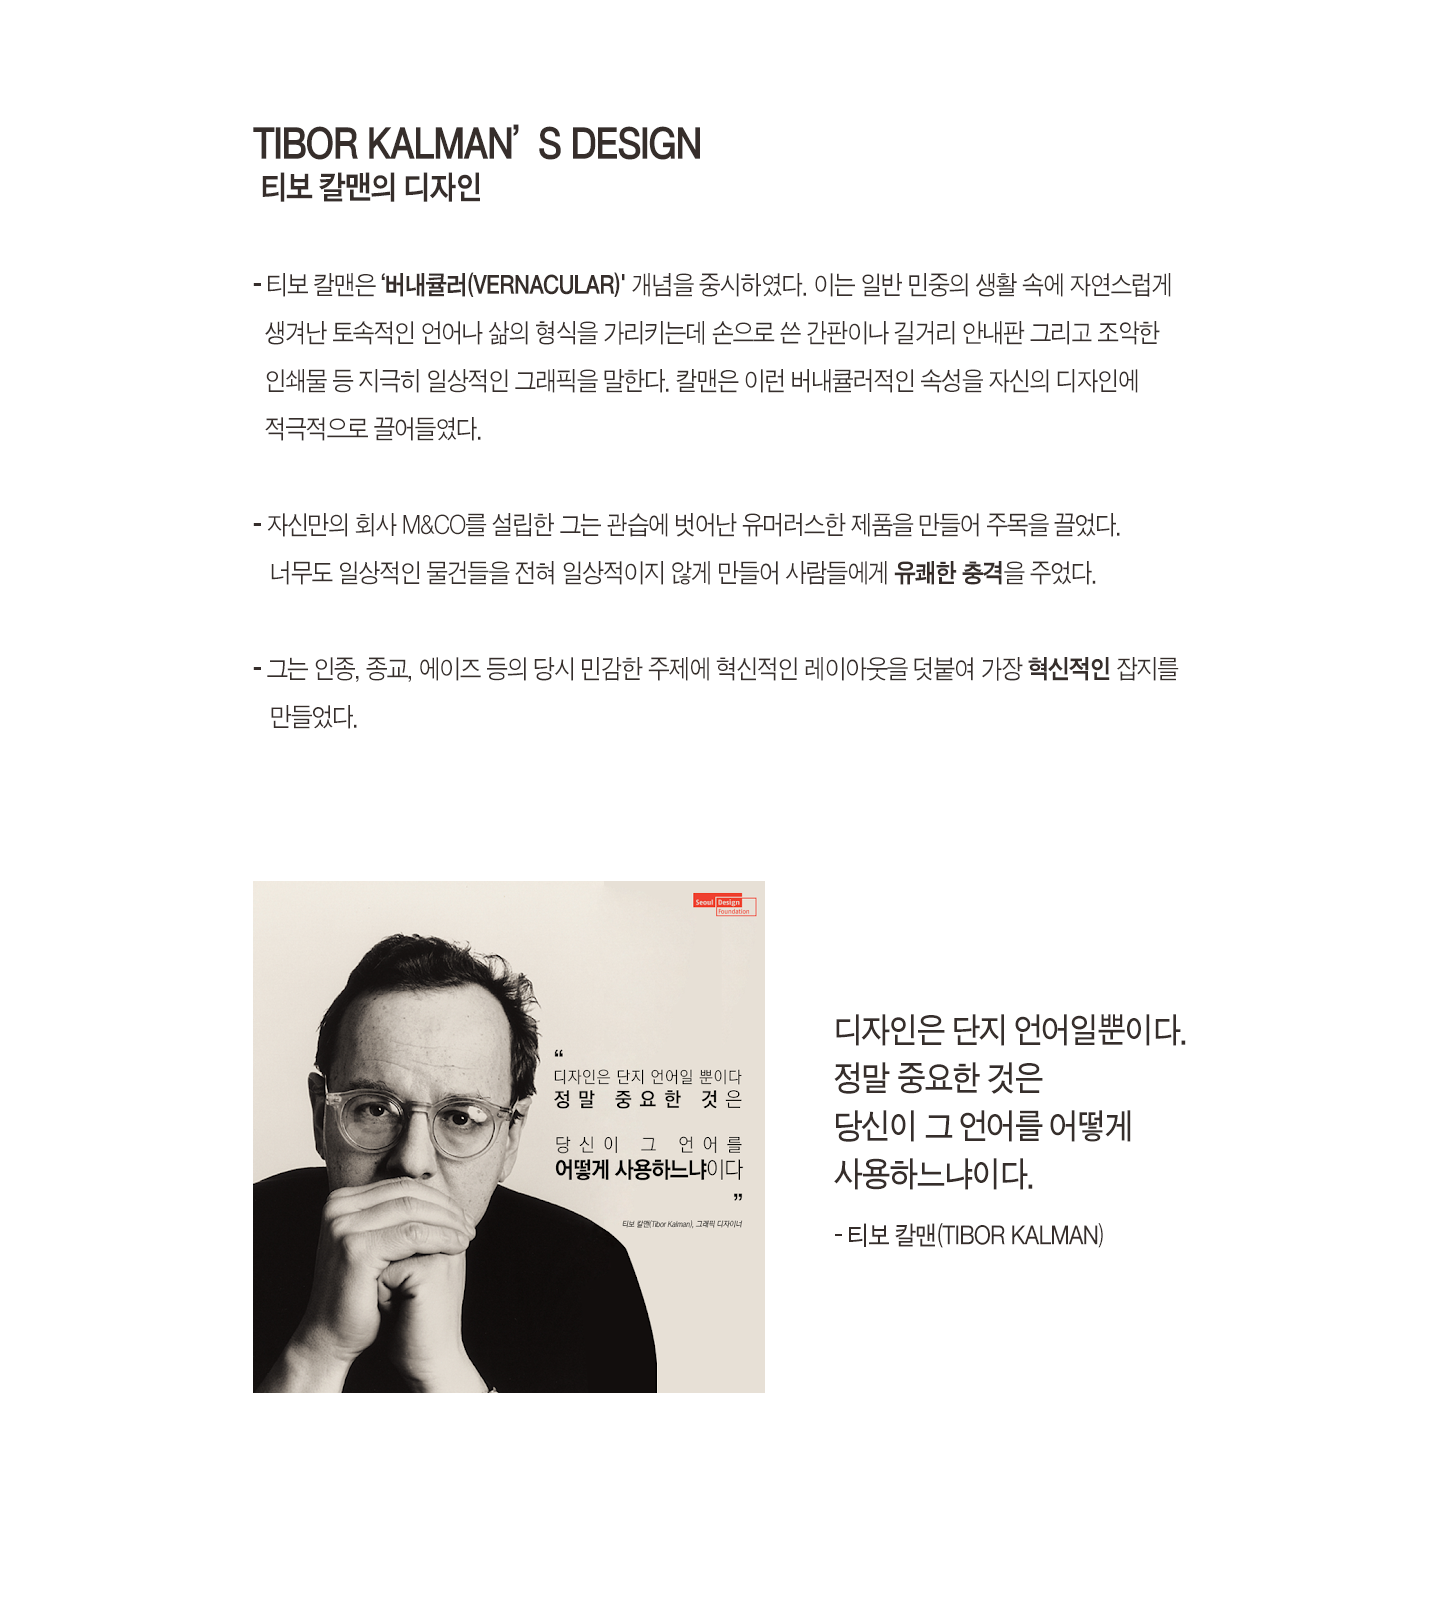 TIBOR KALMAN’S DESIGN
티보 칼맨의 디자인
- 티보 칼맨은 ‘버내큘러(VERNACULAR)' 개념을 중시하였다. 이는 일반 민중의 생활 속에 자연스럽게
생겨난 토속적인 언어나 삶의 형식을 가리키는데 손으로 쓴 간판이나 길거리 안내판 그리고 조악한
인쇄물 등 지극히 일상적인 그래픽을 말한다. 칼맨은 이런 버내큘러적인 속성을 자신의 디자인에
적극적으로 끌어들였다.
- 자신만의 회사 M&CO를 설립한 그는 관습에 벗어난 유머러스한 제품을 만들어 주목을 끌었다.
너무도 일상적인 물건들을 전혀 일상적이지 않게 만들어 사람들에게 유쾌한 충격을 주었다.
- 그는 인종, 종교, 에이즈 등의 당시 민감한 주제에 혁신적인 레이아웃을 덧붙여 가장 혁신적인 잡지를
만들었다.
Seoul Design
Foundation
“
디자인은 단지 언어일 뿐이다
정말 중요한 것은
당신이 그 언어를
어떻게 사용하느냐이다
”
티보 칼맨(Tibor Kalman), 그래픽 디자이너
디자인은 단지 언어일뿐이다.
정말 중요한 것은
당신이 그 언어를 어떻게
사용하느냐이다.
- 티보 칼맨(TIBOR KALMAN)